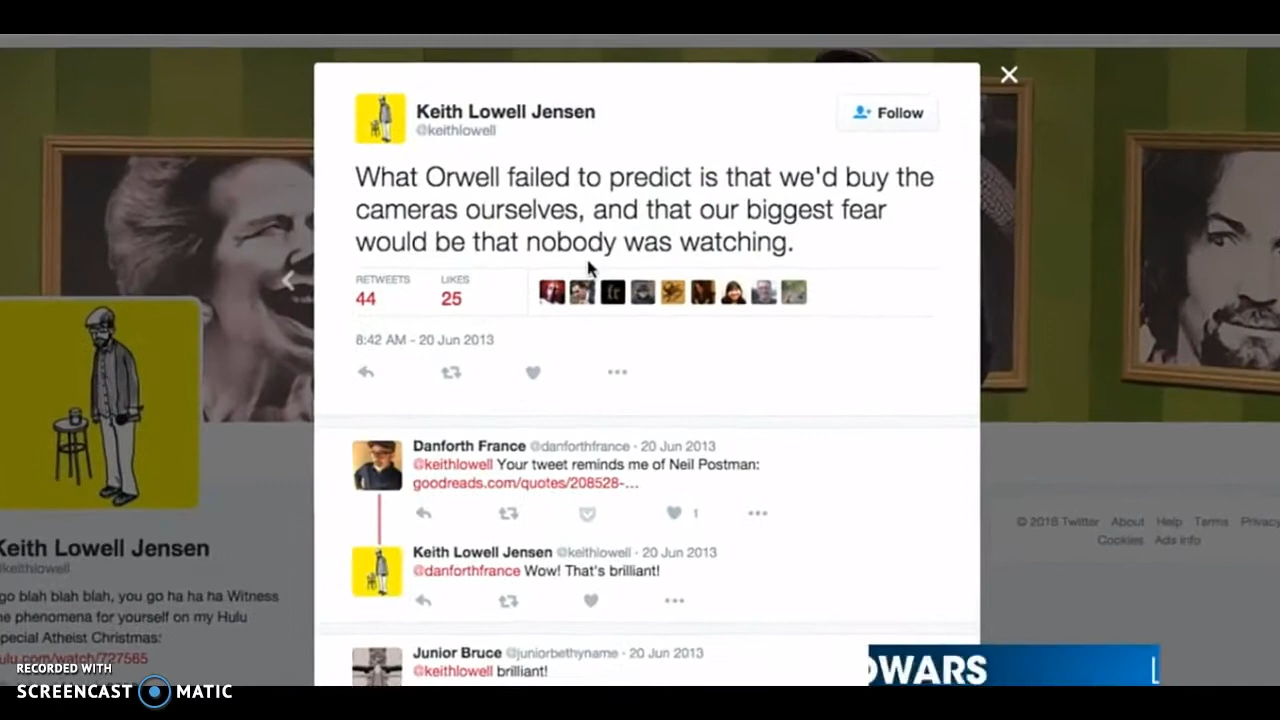 Keith Lowell Jensen
@keithlowell
Follow
What Orwell failed to predict is that we'd buy the
cameras ourselves, and that our biggest fear
would be that nobody was watching.
RETWEETS
44
LIKES
25
8:42 AM - 20 Jun 2013
Danforth France @danforthfrance · 20 Jun 2013
@keithlowell Your tweet reminds me of Neil Postman:
goodreads.com/quotes/208528-...
1
Keith Lowell Jensen @keithlowell · 20 Jun 2013
@danforthfrance Wow! That's brilliant!
Junior Bruce @juniorbethyname · 20 Jun 2013
@keithlowell brilliant!
Keith Lowell Jensen
keithlowell
go blah blah blah, you go ha ha ha Witness
e phenomena for yourself on my Hulu
pecial Atheist Christmas:
ulu.com/watch/727565
© 2016 Twitter About Help Terms Privacy
Cookies Ads info
RECORDED WITH
SCREENCAST MATIC
OWARS
L